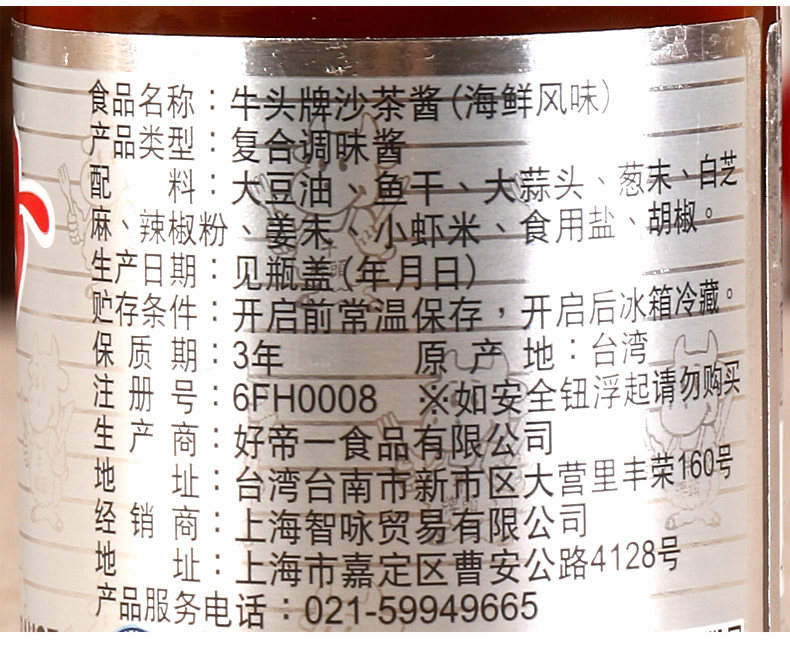 食品名称：牛头牌沙茶酱(海鲜风味)
产品类型：复合调味酱
配 料：大豆油、鱼干、大蒜头、葱末、白芝
麻、辣椒粉、姜末、小虾米、食用盐、胡椒。
生产日期：见瓶盖(年月日)
贮存条件：开启前常温保存，开启后冰箱冷藏。
保质期：3年 原产地：台湾
注册号：6FH0008 ※如安全钮浮起请勿购买
生产商：好帝一食品有限公司
地 址：台湾台南市新市区大营里丰荣160号
经销商：上海智咏贸易有限公司
地 址：上海市嘉定区曹安公路4128号
产品服务电话：021-59949665